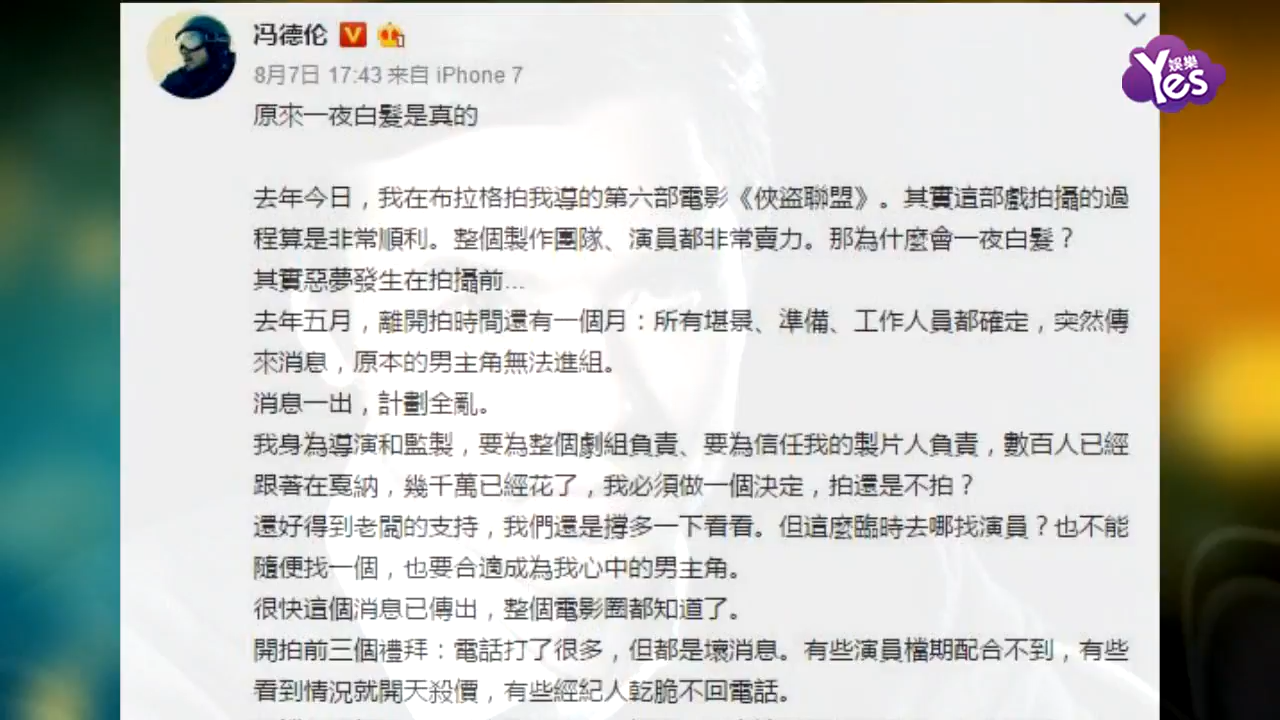 冯德伦
8月7日 17:43 来自 iPhone 7
原來一夜白髮是真的
去年今日，我在布拉格拍我導的第六部電影《俠盜聯盟》。其實這部戲拍攝的過
程算是非常順利。整個製作團隊、演員都非常賣力。那為什麼會一夜白髮？
其實惡夢發生在拍攝前...
去年五月，離開拍時間還有一個月：所有堪景、準備、工作人員都確定，突然傳
來消息，原本的男主角無法進組。
消息一出，計劃全亂。
我身為導演和監製，要為整個劇組負責、要為信任我的製片人負責，數百人已經
跟著在戛納，幾千萬已經花了，我必須做一個決定，拍還是不拍？
還好得到老闆的支持，我們還是撐多一下看看。但這麼臨時去哪找演員？也不能
隨便找一個，也要合適成為我心中的男主角。
很快這個消息已傳出，整個電影圈都知道了。
開拍前三個禮拜：電話打了很多，但都是壞消息。有些演員檔期配合不到，有些
看到情況就開天殺價，有些經紀人乾脆不回電話。
Yes娛樂